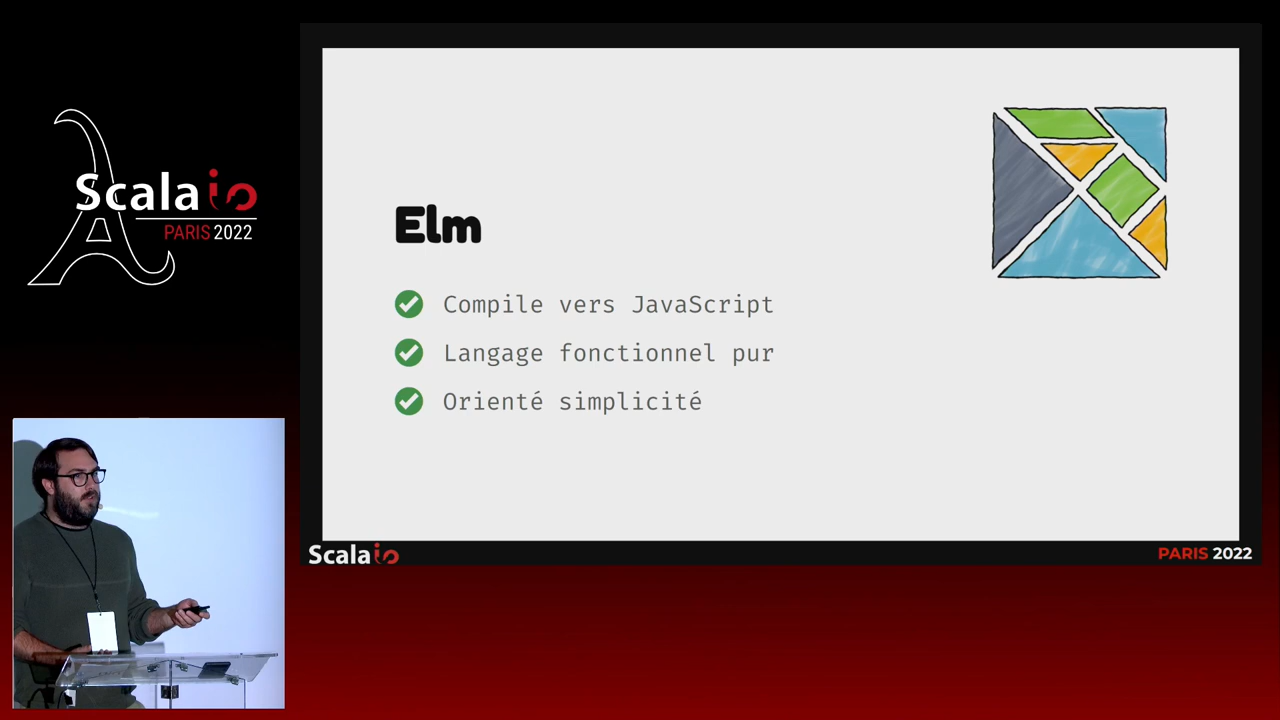 Scala io
PARIS 2022
Elm
Compile vers JavaScript
Langage fonctionnel pur
Orienté simplicité
Scala io
PARIS 2022